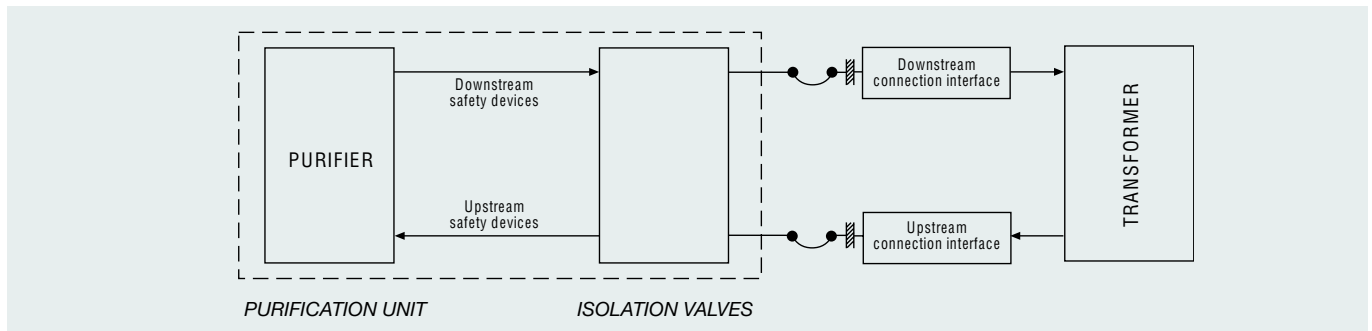 PURIFIER
Downstream
safety devices
Upstream
safety devices
Downstream
connection interface
Upstream
connection interface
TRANSFORMER
PURIFICATION UNIT
ISOLATION VALVES